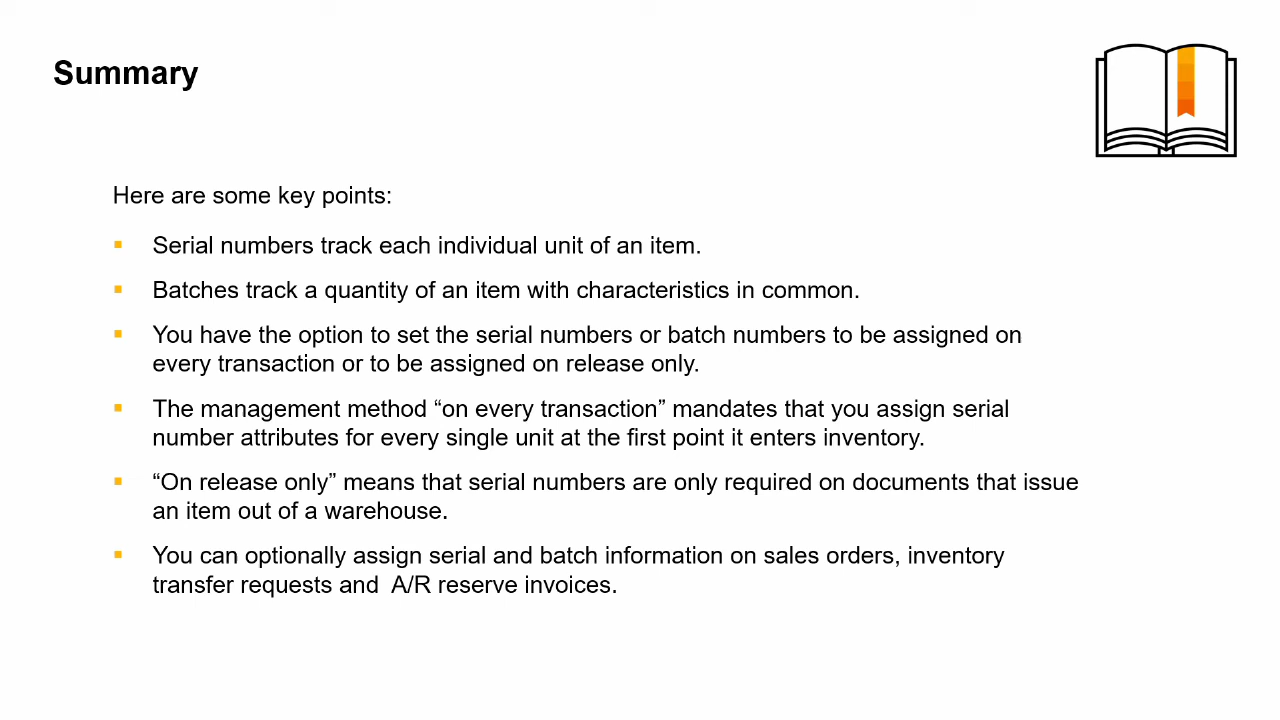 Summary
Here are some key points:
Serial numbers track each individual unit of an item.
Batches track a quantity of an item with characteristics in common.
You have the option to set the serial numbers or batch numbers to be assigned on
every transaction or to be assigned on release only.
The management method “on every transaction” mandates that you assign serial
number attributes for every single unit at the first point it enters inventory.
“On release only” means that serial numbers are only required on documents that issue
an item out of a warehouse.
You can optionally assign serial and batch information on sales orders, inventory
transfer requests and  A/R reserve invoices.